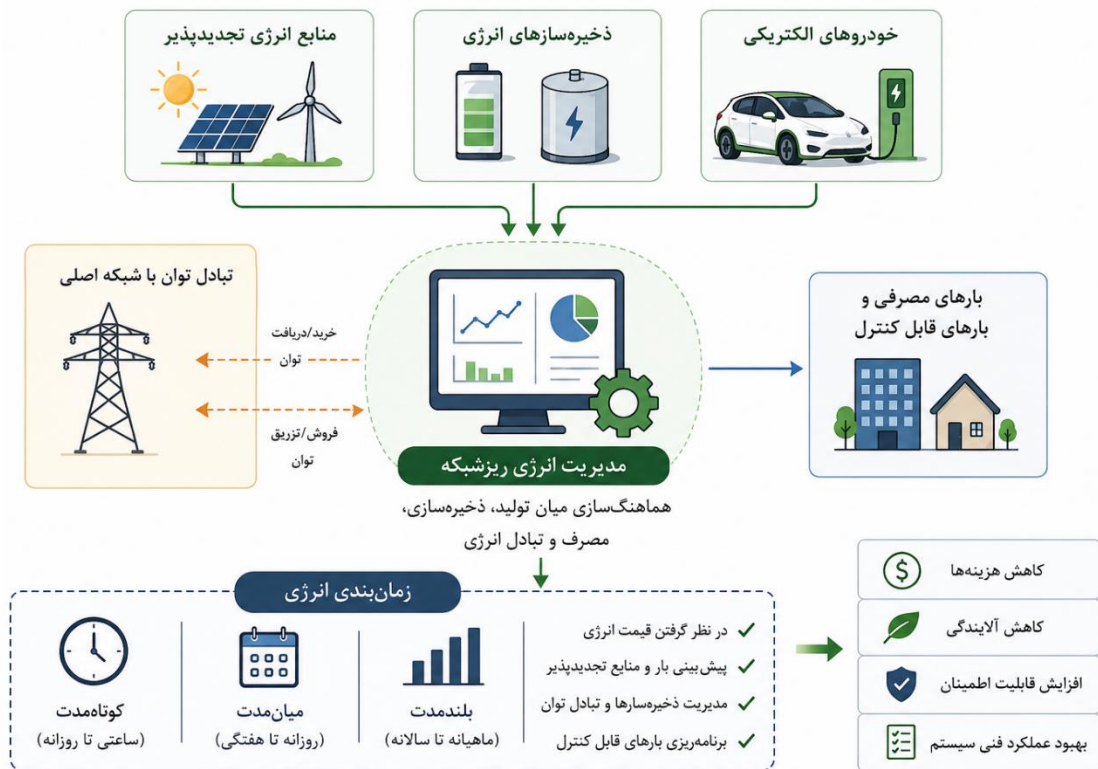 خودروهای الکتریکی
ذخیره‌سازهای انرژی
منابع انرژی تجدیدپذیر
بارهای مصرفی و
بارهای قابل کنترل
تبادل توان با شبکه اصلی
خرید/دریافت
توان
فروش/تزریق
توان
مدیریت انرژی ریزشبکه
هماهنگ‌سازی میان تولید، ذخیره‌سازی،
مصرف و تبادل انرژی
زمان‌بندی انرژی
در نظر گرفتن قیمت انرژی
پیش‌بینی بار و منابع تجدیدپذیر
مدیریت ذخیره‌سارها و تبادل توان
برنامه‌ریزی بارهای قابل کنترل
بلندمدت
(ماهیانه تا سالانه)
میان‌مدت
(روزانه تا هفتگی)
کوتاه‌مدت
(ساعتی تا روزانه)
کاهش هزینه‌ها
کاهش آلایندگی
افزایش قابلیت اطمینان
بهبود عملکرد فنی سیستم